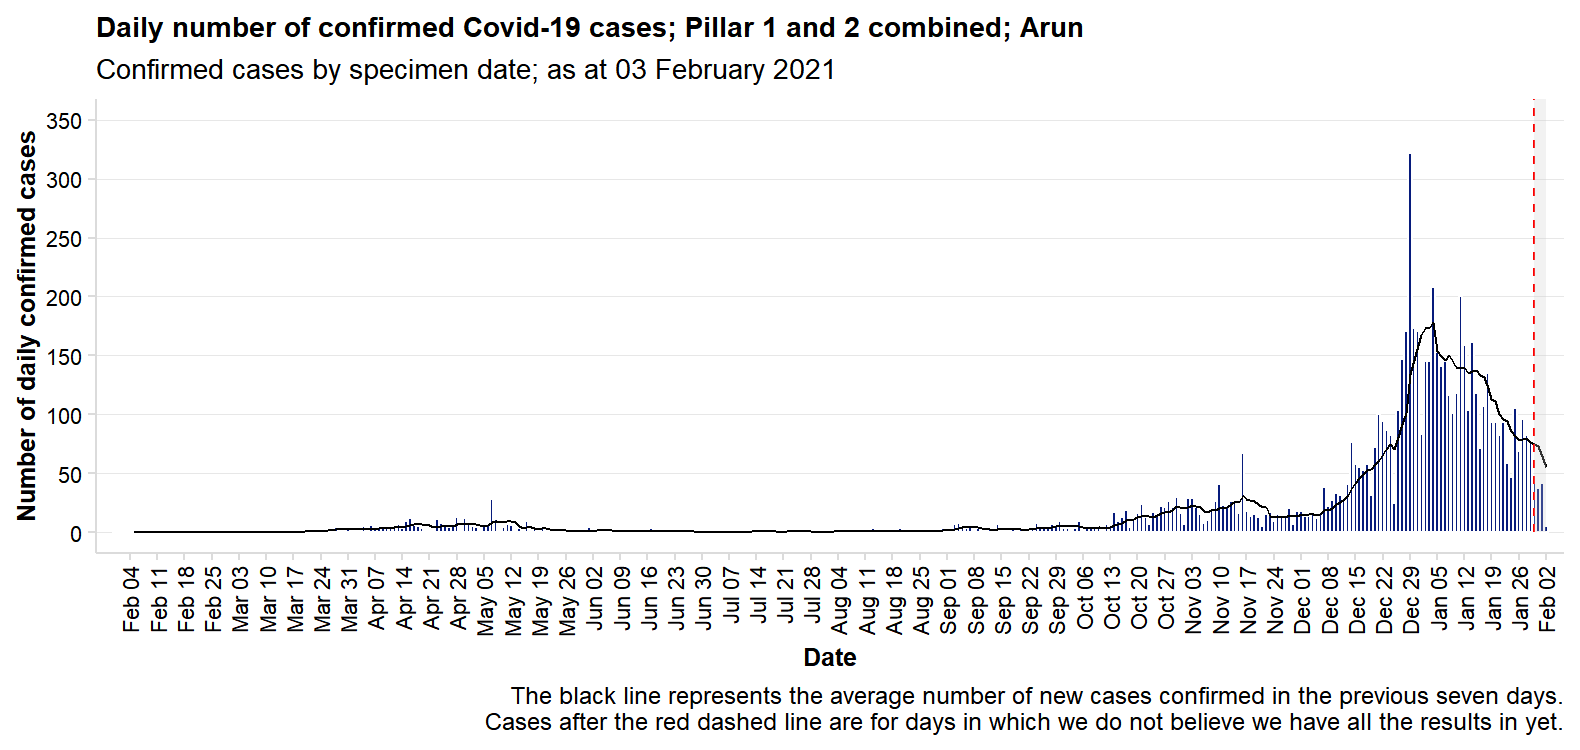 Daily number of confirmed Covid-19 cases; Pillar 1 and 2 combined; Arun
Confirmed cases by specimen date; as at 03 February 2021
Number of daily confirmed cases
350
300
250
200
150
100
50
0
Feb 04
Feb 11
Feb 18
Feb 25
Mar 03
Mar 10
Mar 17
Mar 24
Mar 31
Apr 07
Apr 14
Apr 21
Apr 28
May 05
May 12
May 19
May 26
Jun 02
Jun 09
Jun 16
Jun 23
Jun 30
Jul 07
Jul 14
Jul 21
Jul 28
Aug 04
Aug 11
Aug 18
Aug 25
Sep 01
Sep 08
Sep 15
Sep 22
Sep 29
Oct 06
Oct 13
Oct 20
Oct 27
Nov 03
Nov 10
Nov 17
Nov 24
Dec 01
Dec 08
Dec 15
Dec 22
Dec 29
Jan 05
Jan 12
Jan 19
Jan 26
Feb 02
Date
The black line represents the average number of new cases confirmed in the previous seven days.
Cases after the red dashed line are for days in which we do not believe we have all the results in yet.